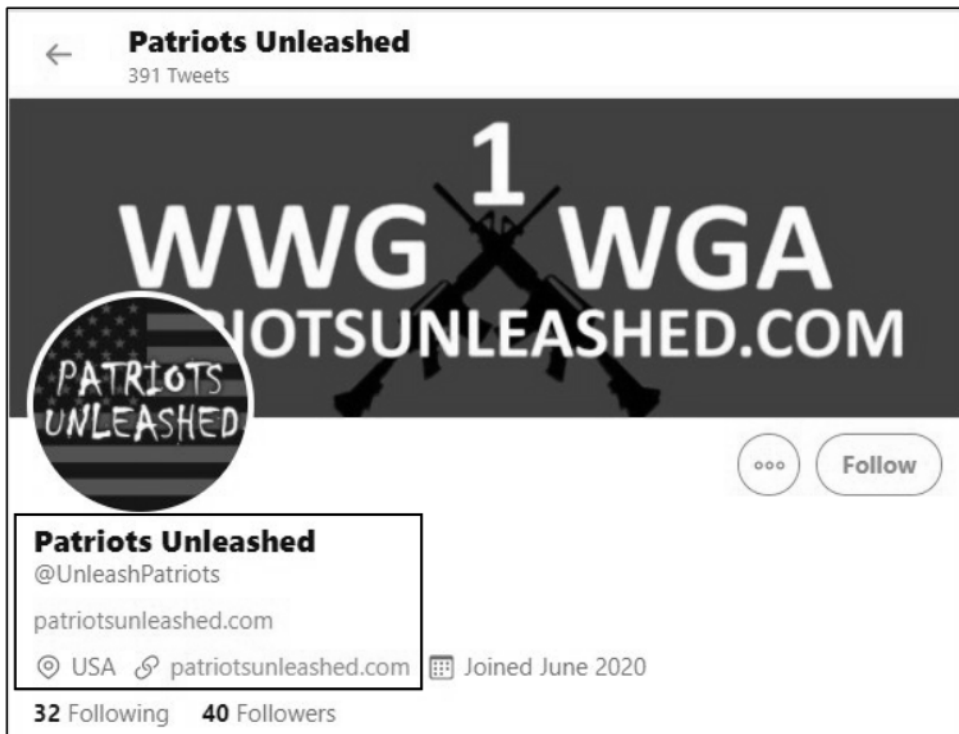 Patriots Unleashed
391 Tweets
1
WWG WGA
RIOTSUNLEASHED.COM
PATRIOTS
UNLEASHED
Follow
Patriots Unleashed
@UnleashPatriots
patriotsunleashed.com
USA patriotsunleashed.com Joined June 2020
32 Following 40 Followers